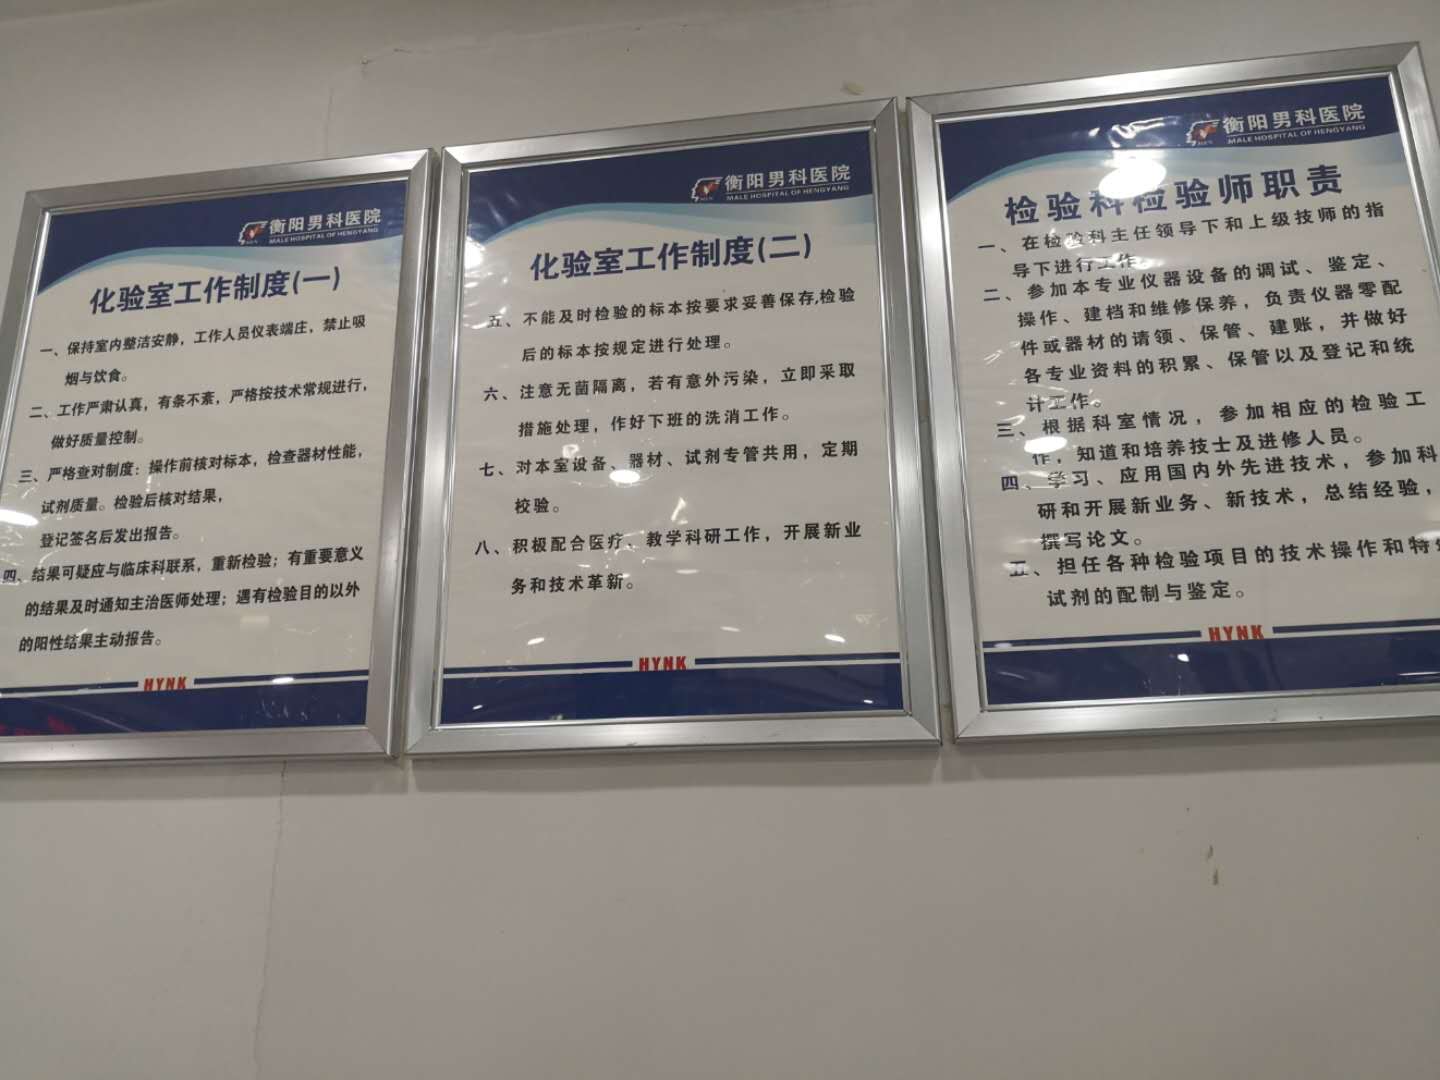 衡阳男科医院
MALE HOSPITAL OF HENGYANG
化验室工作制度(一)
一、保持室内整洁安静，工作人员仪表端庄，禁止吸
烟与饮食。
二、工作严肃认真，有条不紊，严格按技术常规进行，
做好质量控制。
三、严格查对制度：操作前核对标本，检查器材性能，
试剂质量。检验后核对结果，
登记签名后发出报告。
四、结果可疑应与临床科联系，重新检验；有重要意义
的结果及时通知主治医师处理；遇有检验目的以外
的阳性结果主动报告。
HYNK
衡阳男科医院
MALE HOSPITAL OF HENGYANG
化验室工作制度(二)
五、不能及时检验的标本按要求妥善保存,检验
后的标本按规定进行处理。
六、注意无菌隔离，若有意外污染，立即采取
措施处理，作好下班的洗消工作。
七、对本室设备、器材、试剂专管共用，定期
校验。
八、积极配合医疗、教学科研工作，开展新业
务和技术革新。
HYNK
衡阳男科医院
MALE HOSPITAL OF HENGYANG
检验科检验师职责
一、在检验科主任领导下和上级技师的指
导下进行工作。
二、参加本专业仪器设备的调试、鉴定、
操作、建档和维修保养，负责仪器零配
件或器材的请领、保管、建账，并做好
各专业资料的积累、保管以及登记和统
计工作。
三、根据科室情况，参加相应的检验工
作，知道和培养技士及进修人员。
四、学习、应用国内外先进技术，参加科
研和开展新业务、新技术，总结经验，
撰写论文。
五、担任各种检验项目的技术操作和特
试剂的配制与鉴定。
HYNK